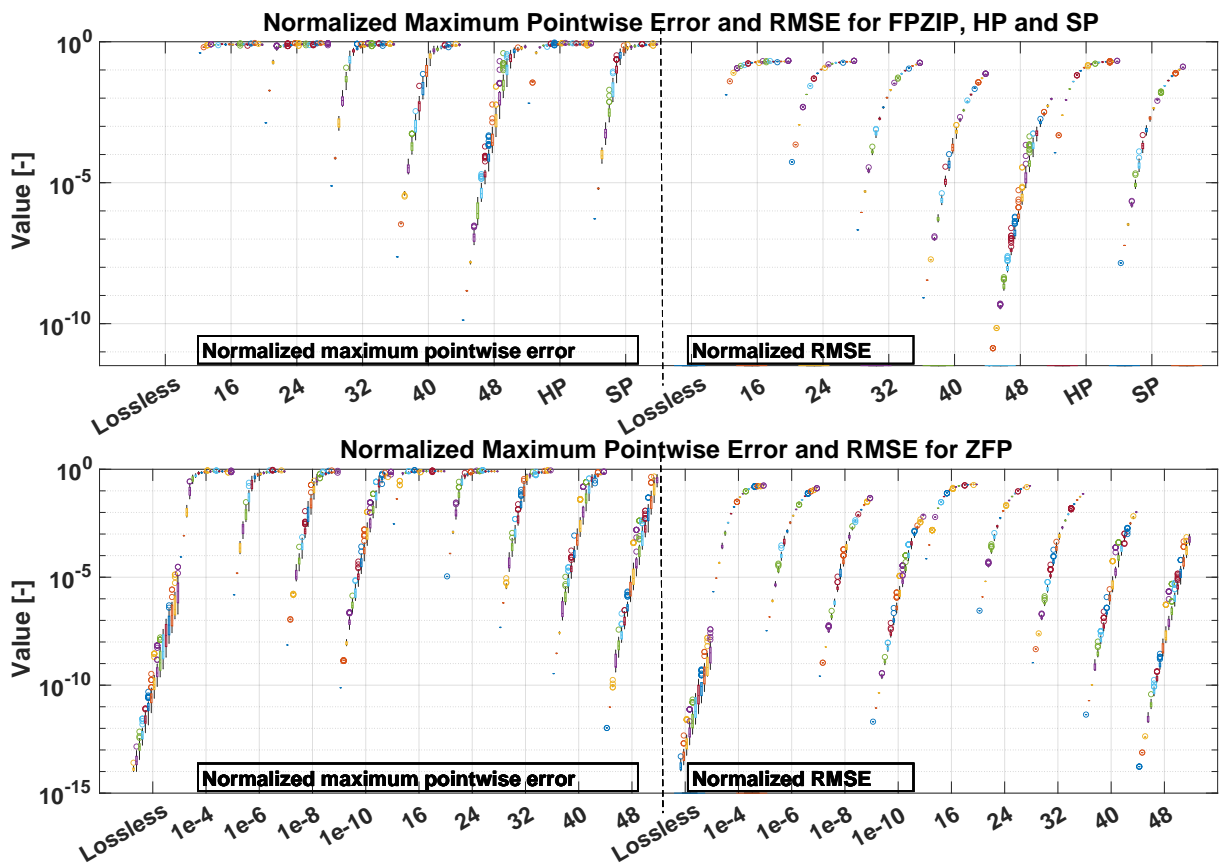 Normalized Maximum Pointwise Error and RMSE for FPZIP, HP and SP
Value [-]
10^0
10^-5
10^-10
Normalized maximum pointwise error
Normalized RMSE
Lossless 16 24 32 40 48 HP SP Lossless 16 24 32 40 48 HP SP
Normalized Maximum Pointwise Error and RMSE for ZFP
Value [-]
10^0
10^-5
10^-10
10^-15
Normalized maximum pointwise error
Normalized RMSE
Lossless 1e-4 1e-6 1e-8 1e-10 16 24 32 40 48 Lossless 1e-4 1e-6 1e-8 1e-10 16 24 32 40 48